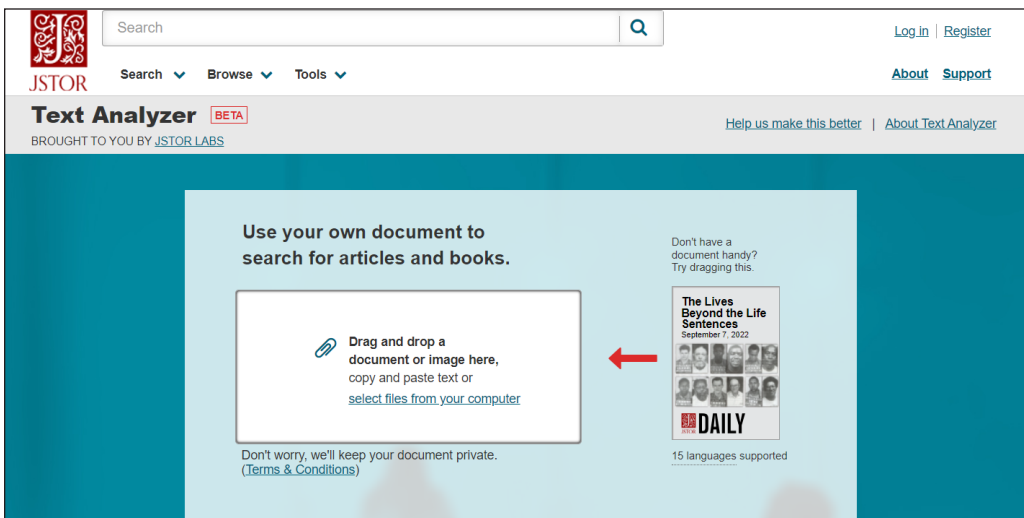 Search
Log in | Register
JSTOR
Search Browse Tools
About Support
Text Analyzer BETA
BROUGHT TO YOU BY JSTOR LABS
Help us make this better | About Text Analyzer
Use your own document to
search for articles and books.
Drag and drop a
document or image here,
copy and paste text or
select files from your computer
Don't worry, we'll keep your document private.
(Terms & Conditions)
Don't have a
document handy?
Try dragging this.
The Lives
Beyond the Life
Sentences
September 7, 2022
DAILY
15 languages supported